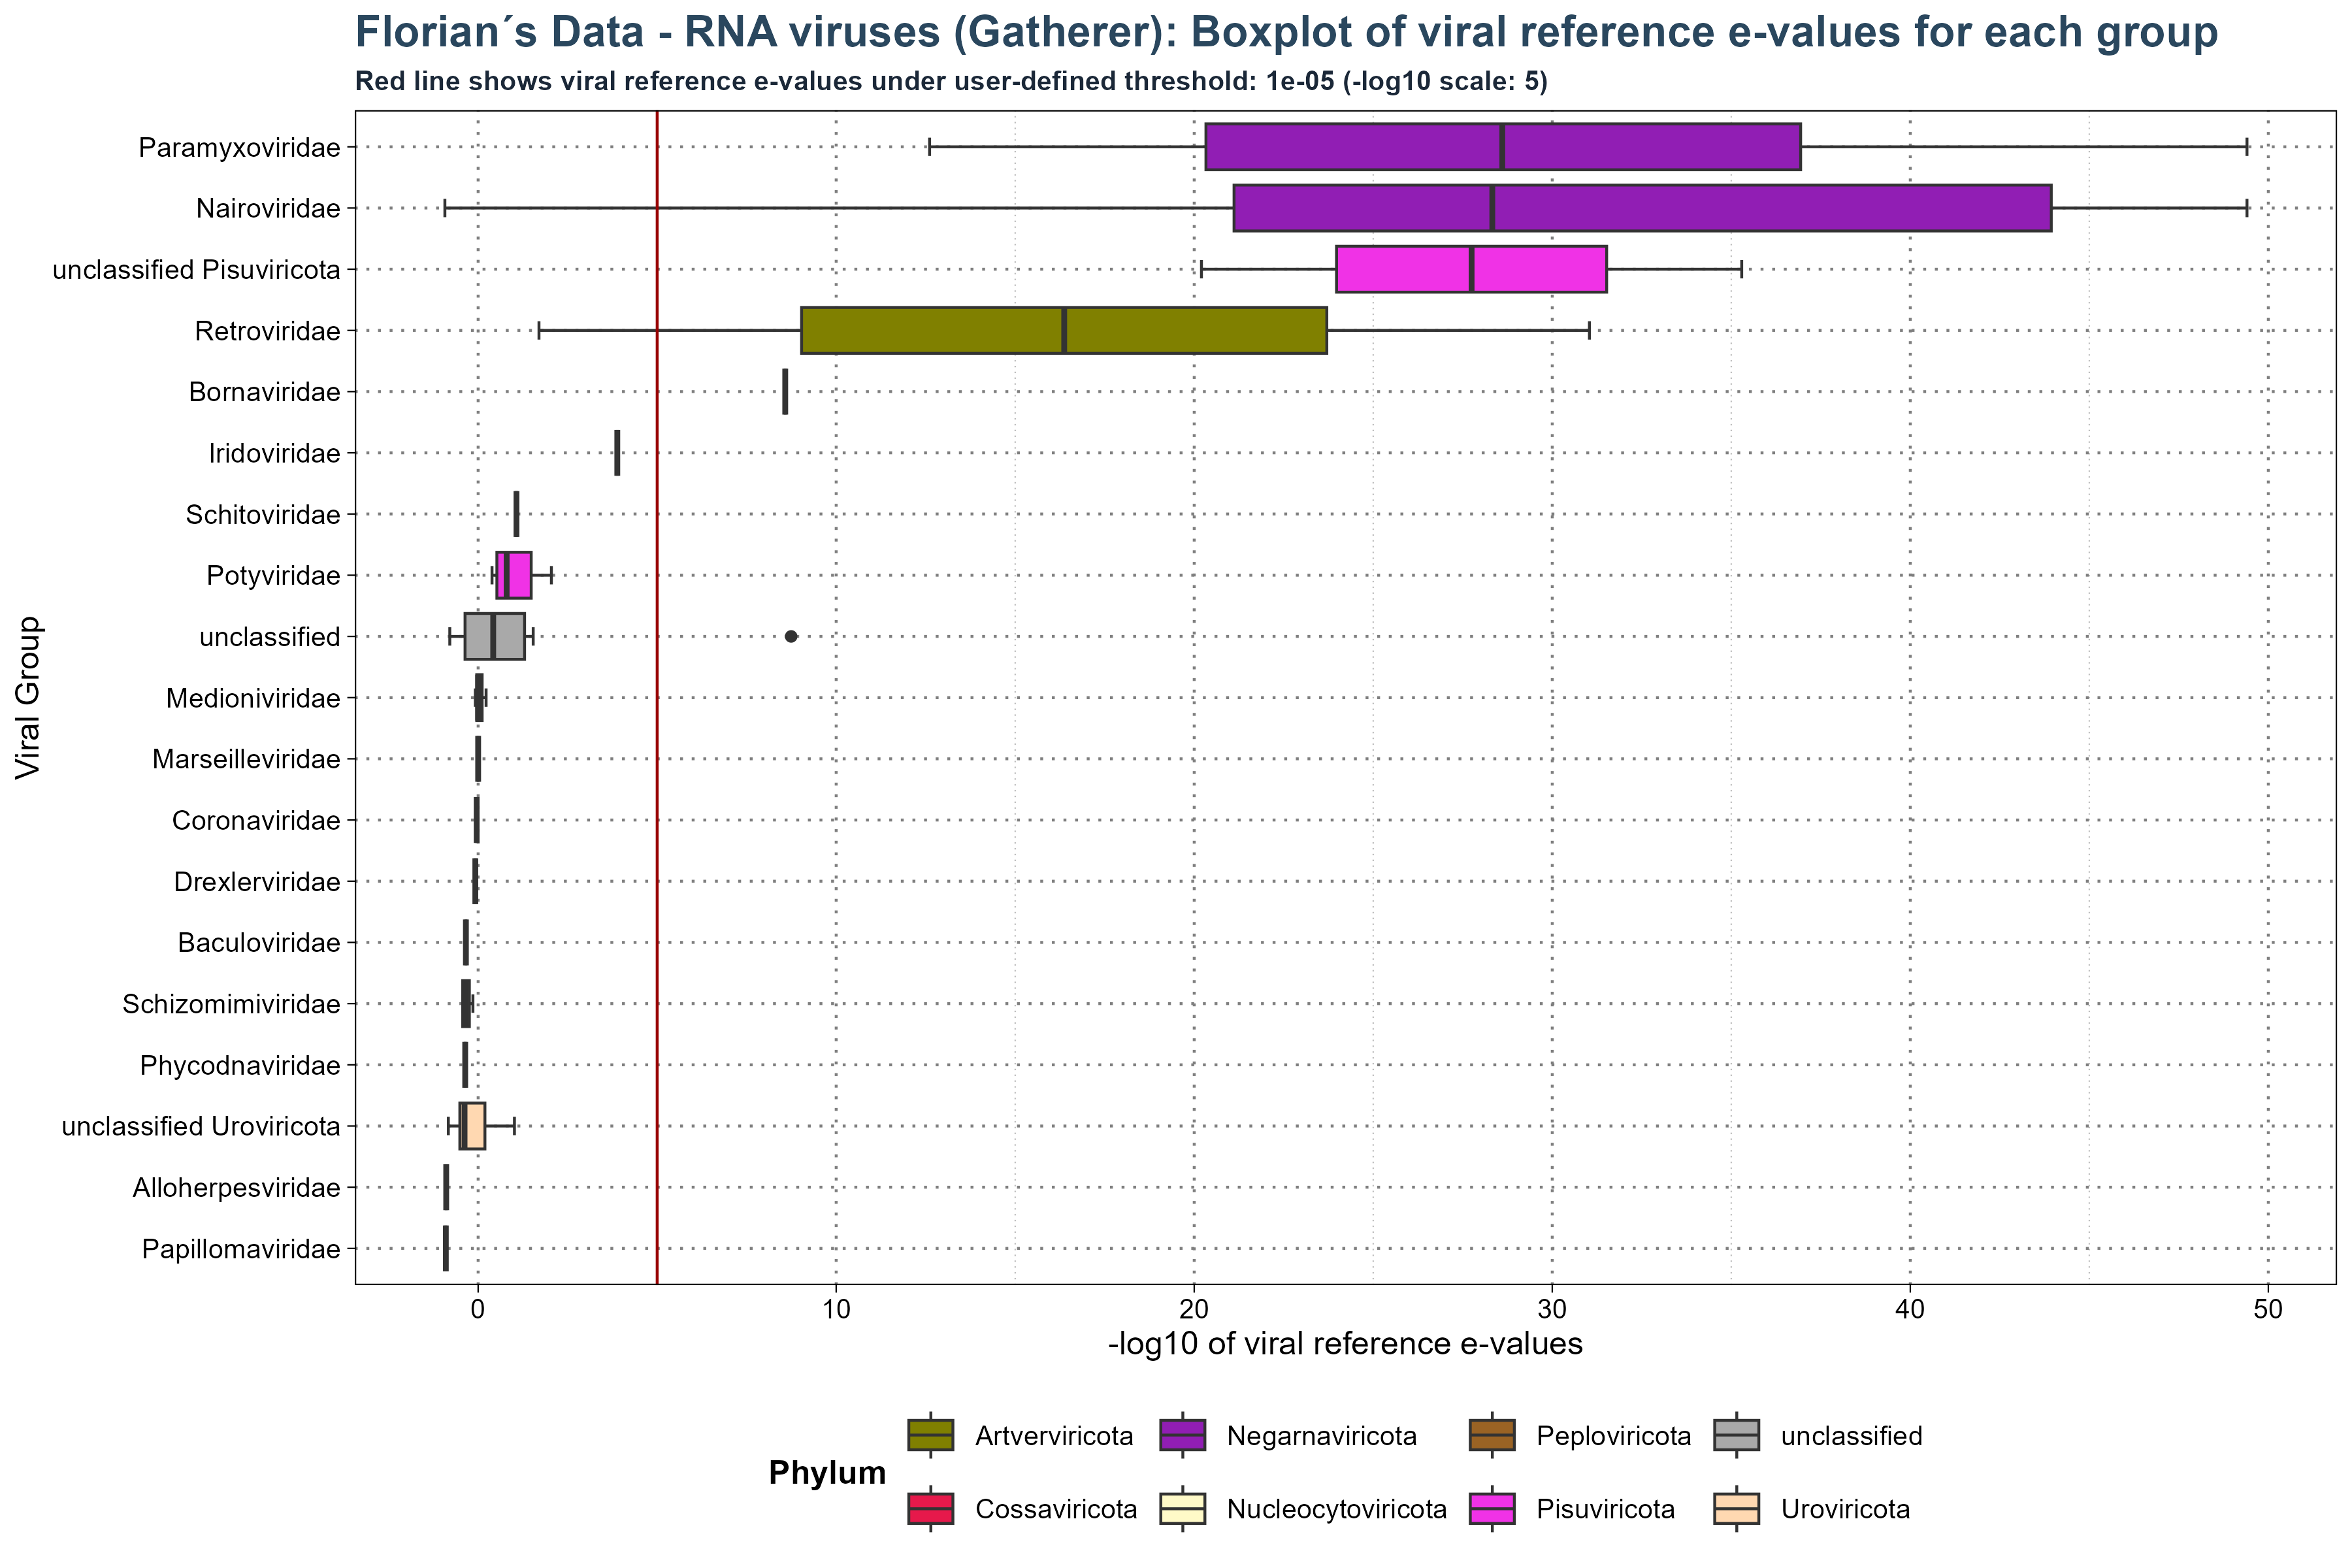 Florian´s Data - RNA viruses (Gatherer): Boxplot of viral reference e-values for each group
Red line shows viral reference e-values under user-defined threshold: 1e-05 (-log10 scale: 5)
Viral Group
Paramyxoviridae
Nairoviridae
unclassified Pisuviricota
Retroviridae
Bornaviridae
Iridoviridae
Schitoviridae
Potyviridae
unclassified
Medioniviridae
Marseilleviridae
Coronaviridae
Drexlerviridae
Baculoviridae
Schizomimiviridae
Phycodnaviridae
unclassified Uroviricota
Alloherpesviridae
Papillomaviridae
0 10 20 30 40 50
-log10 of viral reference e-values
Phylum
Artverviricota Negarnaviricota Peploviricota unclassified
Cossaviricota Nucleocytoviricota Pisuviricota Uroviricota